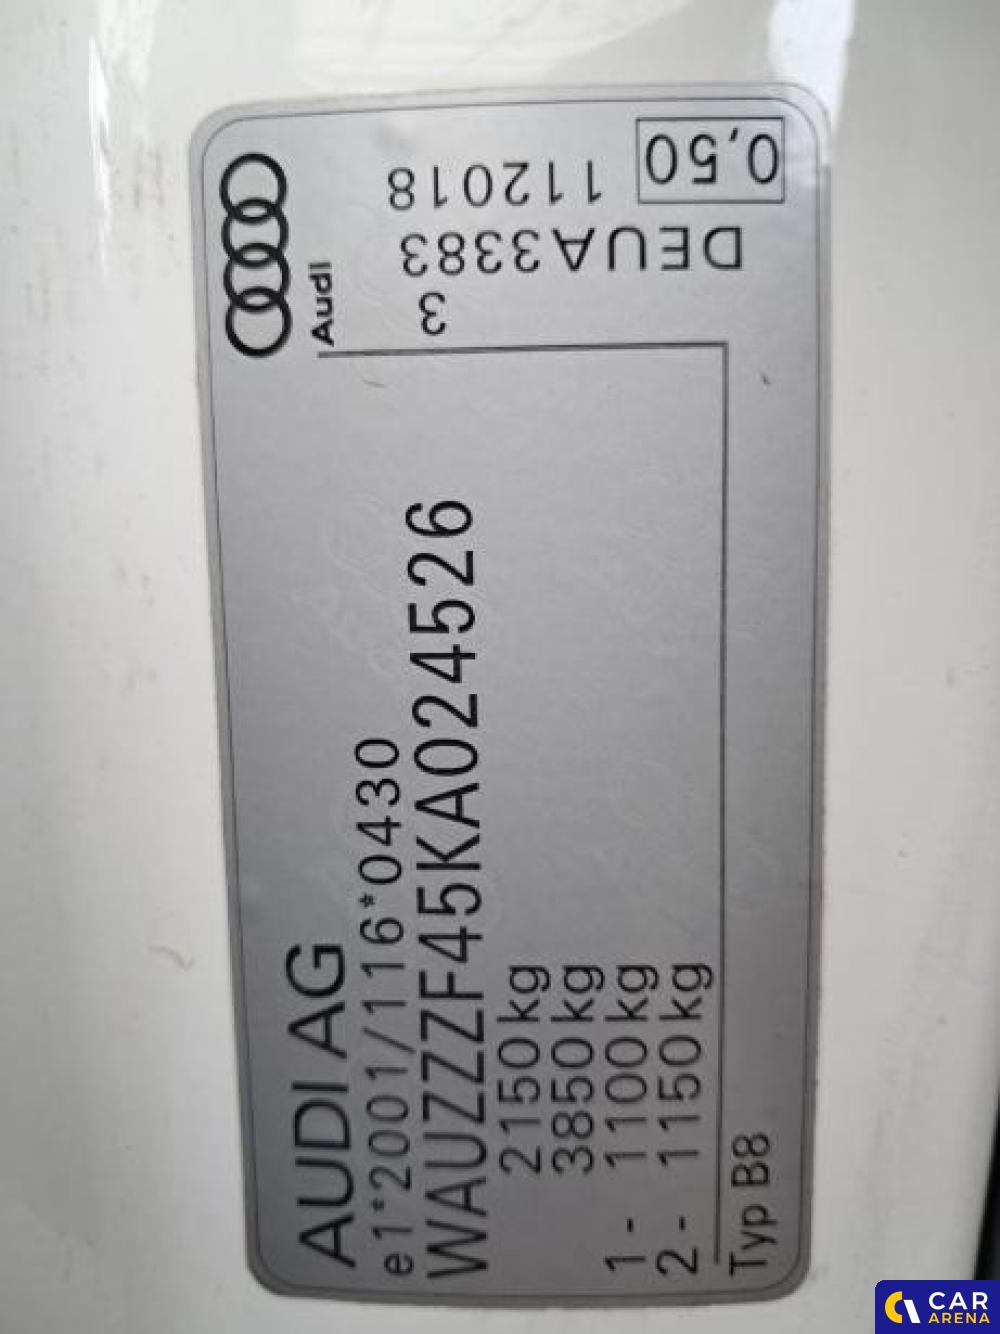 AUDI AG
e1*2001/116*0430
WAUZZZF45KA024526
2150kg
3850kg
1- 1100kg
2- 1150kg
Typ B8
Audi
0,50
112018
DEUA3383
3
CAR
ARENA